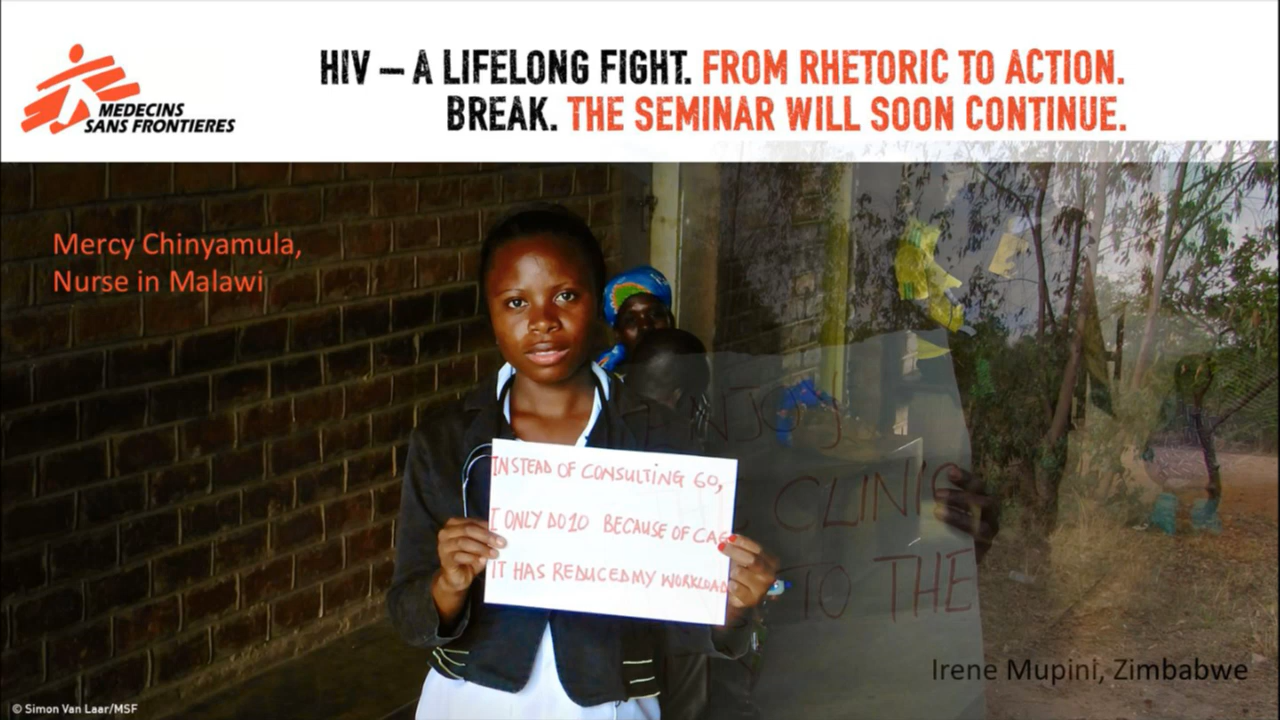 MEDECINS
SANS FRONTIERES
HIV – A LIFELONG FIGHT. FROM RHETORIC TO ACTION.
BREAK. THE SEMINAR WILL SOON CONTINUE.
Mercy Chinyamula,
Nurse in Malawi
INSTEAD OF CONSULTING 60,
I ONLY DO 10 BECAUSE OF CAG
IT HAS REDUCED MY WORKLOAD
CLINIC
TO THE
Irene Mupini, Zimbabwe
© Simon Van Laar/MSF